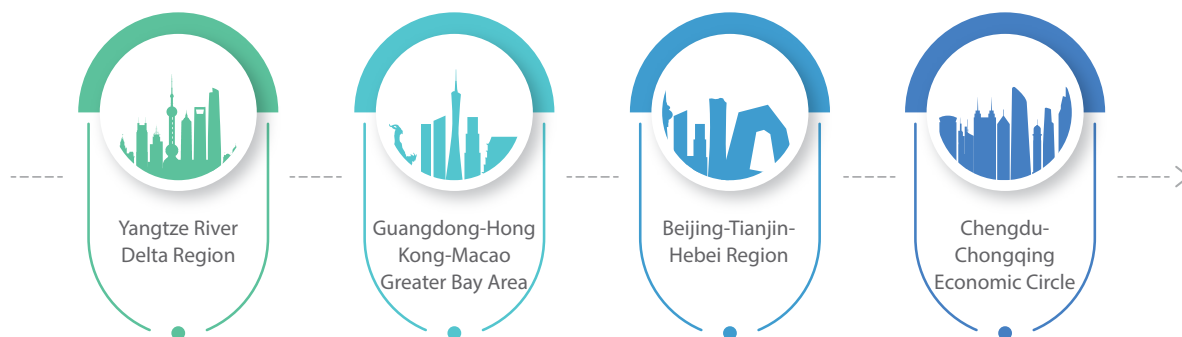 Yangtze River
Delta Region
Guangdong-Hong
Kong-Macao
Greater Bay Area
Beijing-Tianjin-
Hebei Region
Chengdu-
Chongqing
Economic Circle